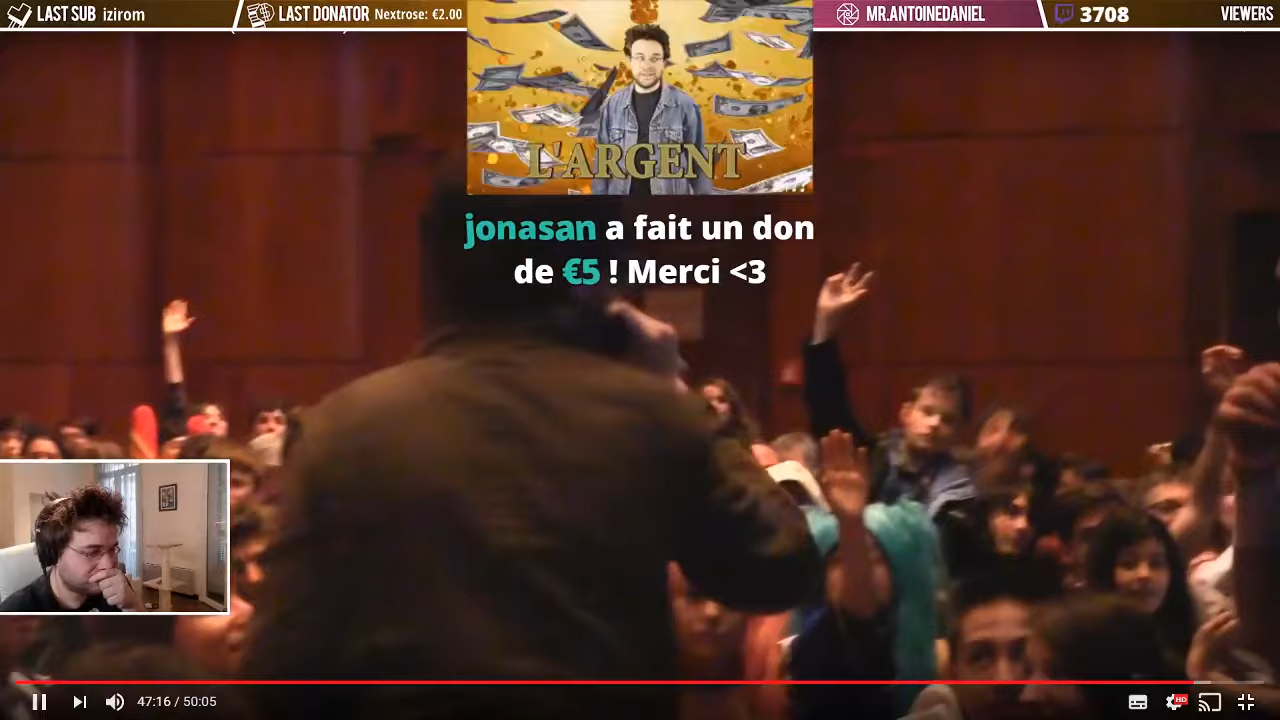 LAST SUB izirom
LAST DONATOR Nextrose: €2.00
MR.ANTOINEDANIEL
3708
VIEWERS
L'ARGENT
jonasan a fait un don
de €5 ! Merci <3
47:16 / 50:05
HD